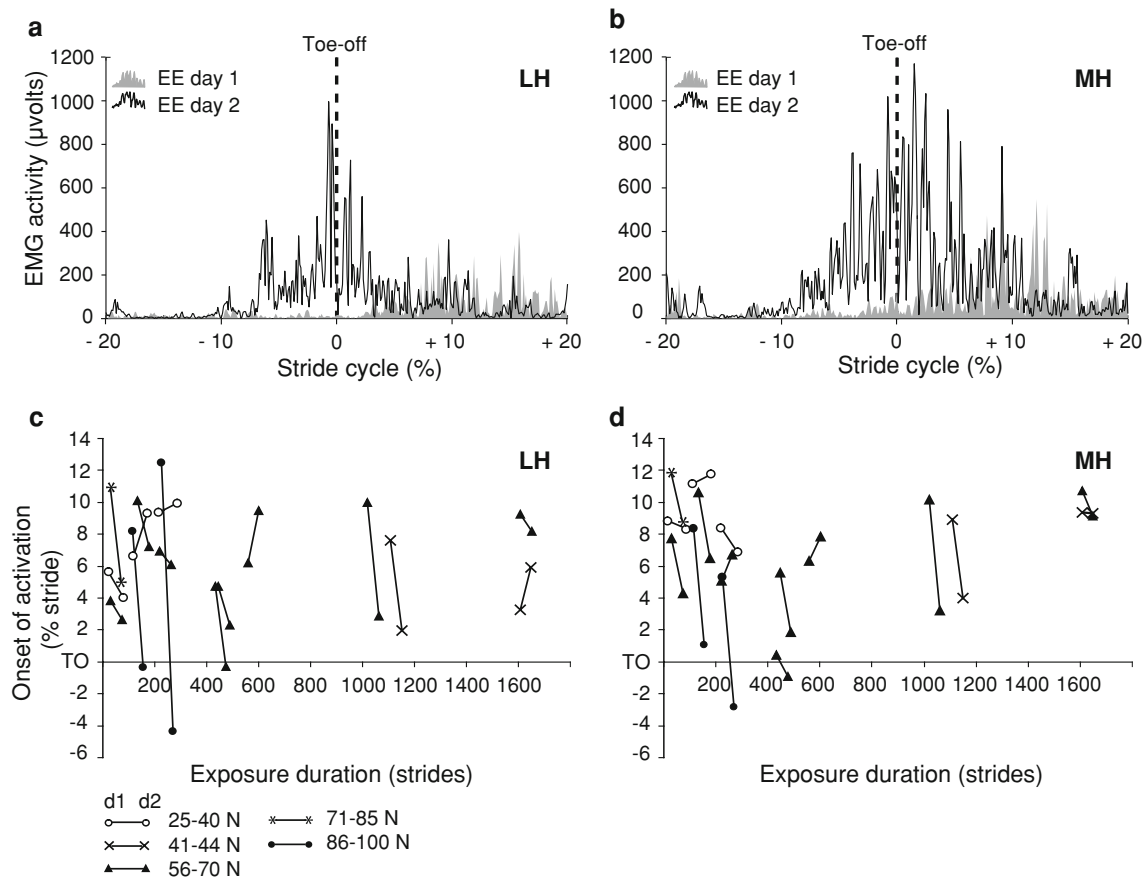 a
b
Toe-off
Toe-off
LH
MH
EE day 1
EE day 2
EE day 1
EE day 2
EMG activity (μvolts)
1200
1000
800
600
400
200
0
1200
1000
800
600
400
200
0
- 20
- 10
0
+ 10
+ 20
- 20
- 10
0
+ 10
+ 20
Stride cycle (%)
Stride cycle (%)
c
d
LH
MH
Onset of activation
(% stride)
14
12
10
8
6
4
2
TO
-2
-4
-6
14
12
10
8
6
4
2
TO
-2
-4
-6
200 400 600 800 1000 1200 1400 1600
200 400 600 800 1000 1200 1400 1600
Exposure duration (strides)
Exposure duration (strides)
d1 d2
25-40 N
41-44 N
56-70 N
71-85 N
86-100 N